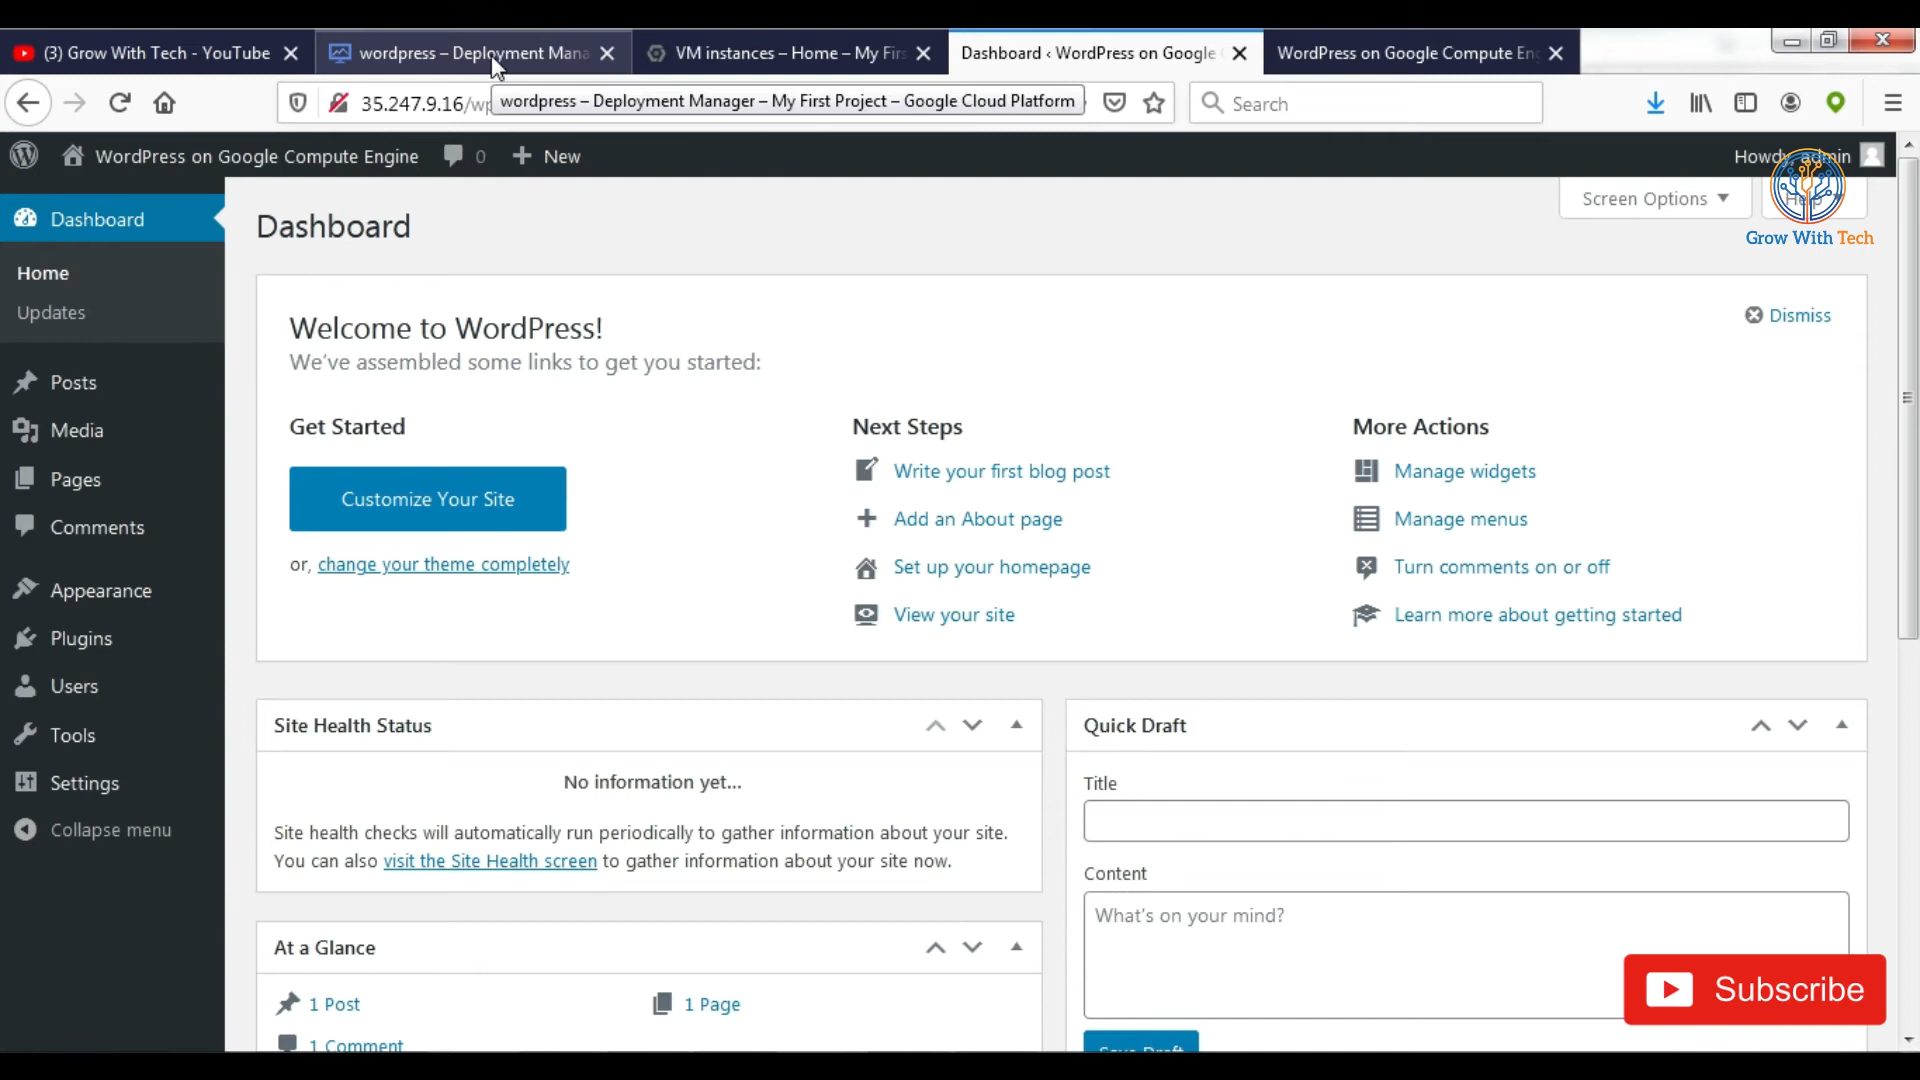 (3) Grow With Tech - YouTube
wordpress – Deployment Mana
VM instances – Home – My Firs
Dashboard ‹ WordPress on Google
WordPress on Google Compute Eng
35.247.9.16/wp
wordpress – Deployment Manager – My First Project – Google Cloud Platform
Search
WordPress on Google Compute Engine
0
New
Howdy, admin
Dashboard
Home
Updates
Posts
Media
Pages
Comments
Appearance
Plugins
Users
Tools
Settings
Collapse menu
Dashboard
Screen Options
Help
Grow With Tech
Welcome to WordPress!
We've assembled some links to get you started:
Dismiss
Get Started
Customize Your Site
or, change your theme completely
Next Steps
Write your first blog post
Add an About page
Set up your homepage
View your site
More Actions
Manage widgets
Manage menus
Turn comments on or off
Learn more about getting started
Site Health Status
No information yet...
Site health checks will automatically run periodically to gather information about your site.
You can also visit the Site Health screen to gather information about your site now.
At a Glance
1 Post
1 Page
1 Comment
Quick Draft
Title
Content
What's on your mind?
Save Draft
Subscribe